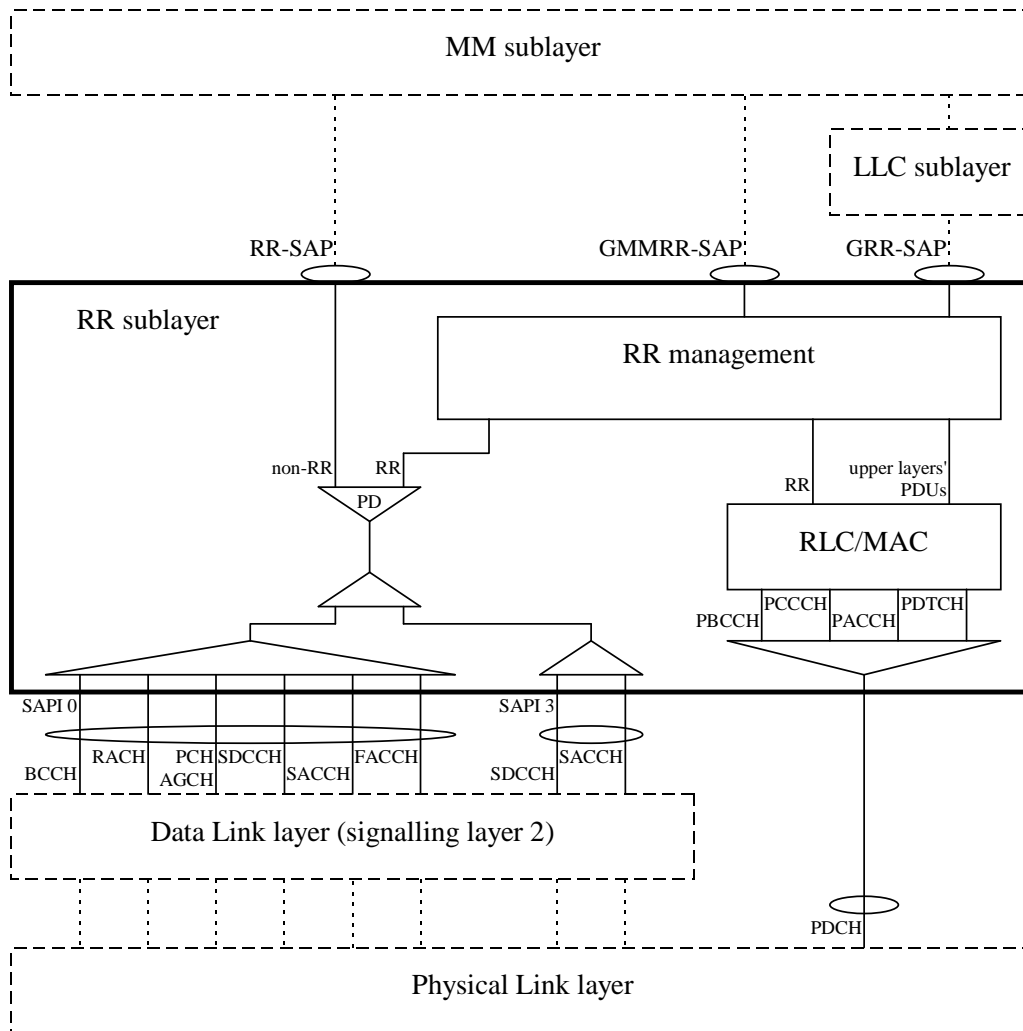 MM sublayer
LLC sublayer
RR-SAP
GMMRR-SAP
GRR-SAP
RR sublayer
RR management
non-RR
RR
PD
RR
upper layers'
PDUs
RLC/MAC
PBCCH
PCCCH
PACCH
PDTCH
SAPI 0
SAPI 3
BCCH
RACH
PCH
AGCH
SDCCH
SACCH
FACCH
SDCCH
SACCH
Data Link layer (signalling layer 2)
PDCH
Physical Link layer